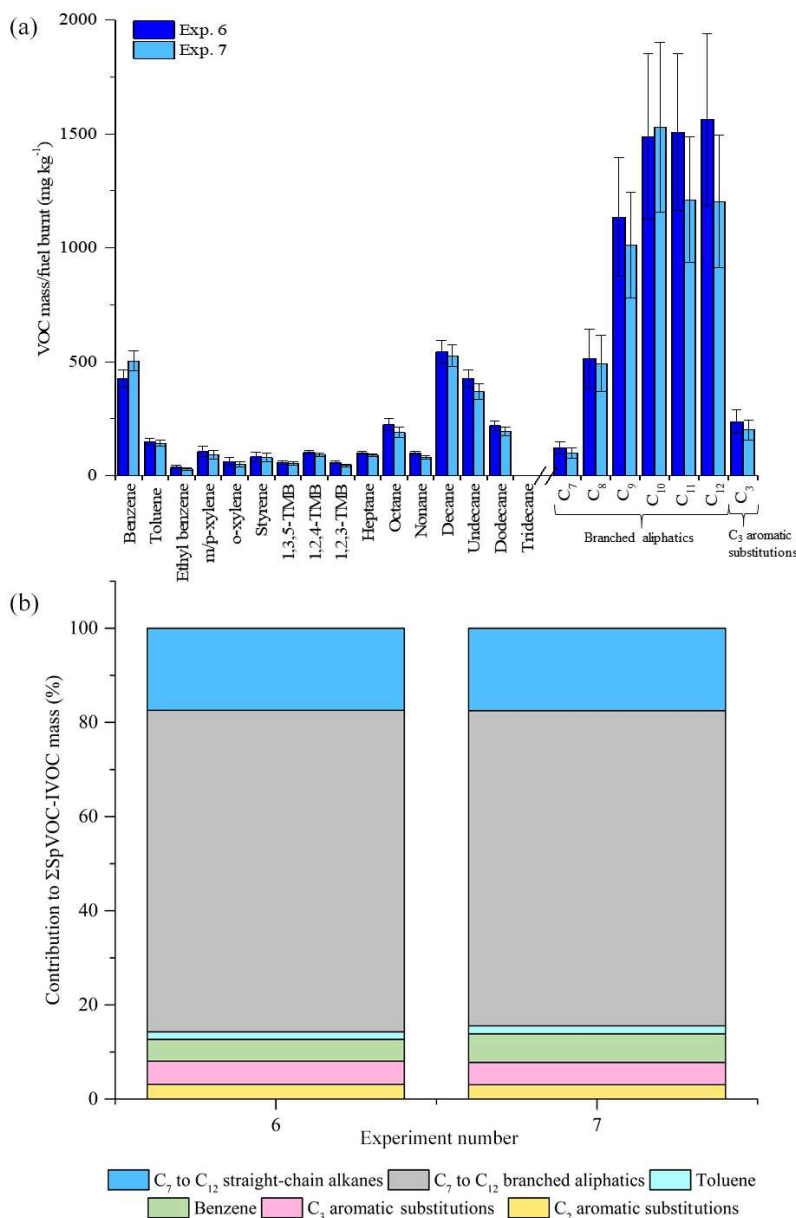 (a)
2000
1500
1000
500
0
VOC mass/fuel burnt (mg kg⁻¹)
Exp. 6
Exp. 7
Benzene
Toluene
Ethyl benzene
m/p-xylene
o-xylene
Styrene
1,3,5-TMB
1,2,4-TMB
1,2,3-TMB
Heptane
Octane
Nonane
Decane
Undecane
Dodecane
Tridecane
C₇
C₈
C₉
C₁₀
C₁₁
C₁₂
C₃
Branched aliphatics
C₃ aromatic
substitutions
(b)
100
80
60
40
20
0
Contribution to ΣSpVOC-IVOC mass (%)
6
7
Experiment number
C₇ to C₁₂ straight-chain alkanes
C₇ to C₁₂ branched aliphatics
Toluene
Benzene
C₃ aromatic substitutions
C₂ aromatic substitutions